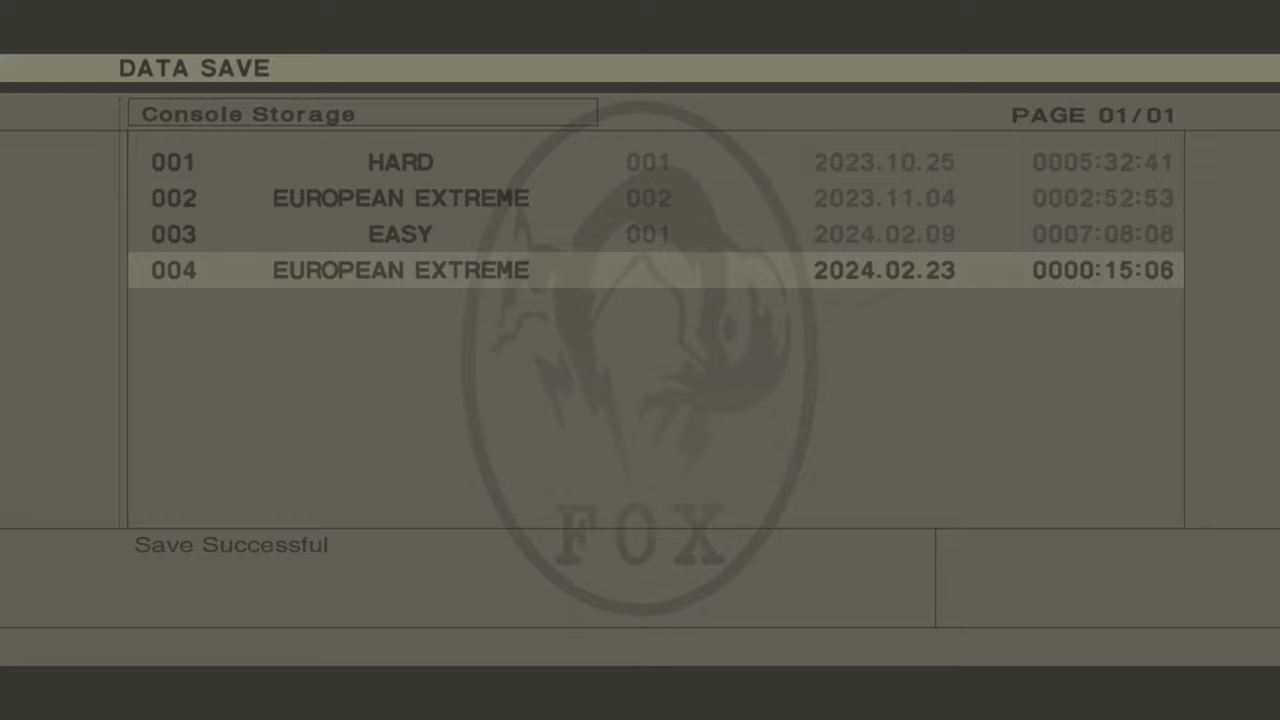 DATA SAVE
Console Storage PAGE 01/01
001 HARD 001 2023.10.25 0005:32:41
002 EUROPEAN EXTREME 002 2023.11.04 0002:52:53
003 EASY 001 2024.02.09 0007:08:08
004 EUROPEAN EXTREME 2024.02.23 0000:15:06
FOX
Save Successful